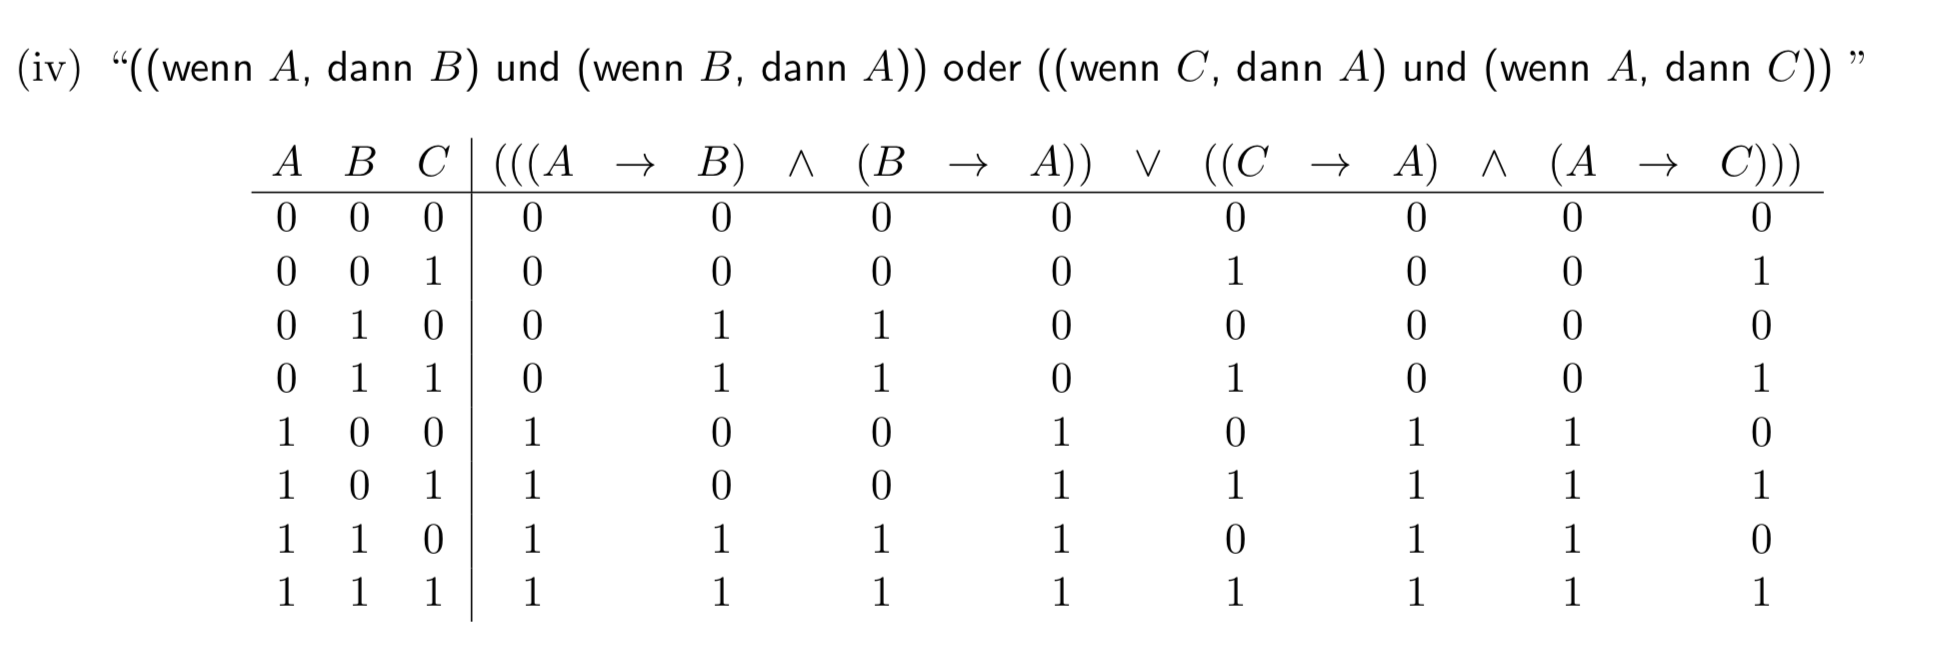 (iv) “((wenn A, dann B) und (wenn B, dann A)) oder ((wenn C, dann A) und (wenn A, dann C)) ”
A B C (((A → B) ∧ (B → A)) ∨ ((C → A) ∧ (A → C)))
0 0 0 0 0 0 0 0 0 0 0
0 0 1 0 0 0 0 1 0 0 1
0 1 0 0 1 1 0 0 0 0 0
0 1 1 0 1 1 0 1 0 0 1
1 0 0 1 0 0 1 0 1 1 0
1 0 1 1 0 0 1 1 1 1 1
1 1 0 1 1 1 1 0 1 1 0
1 1 1 1 1 1 1 1 1 1 1